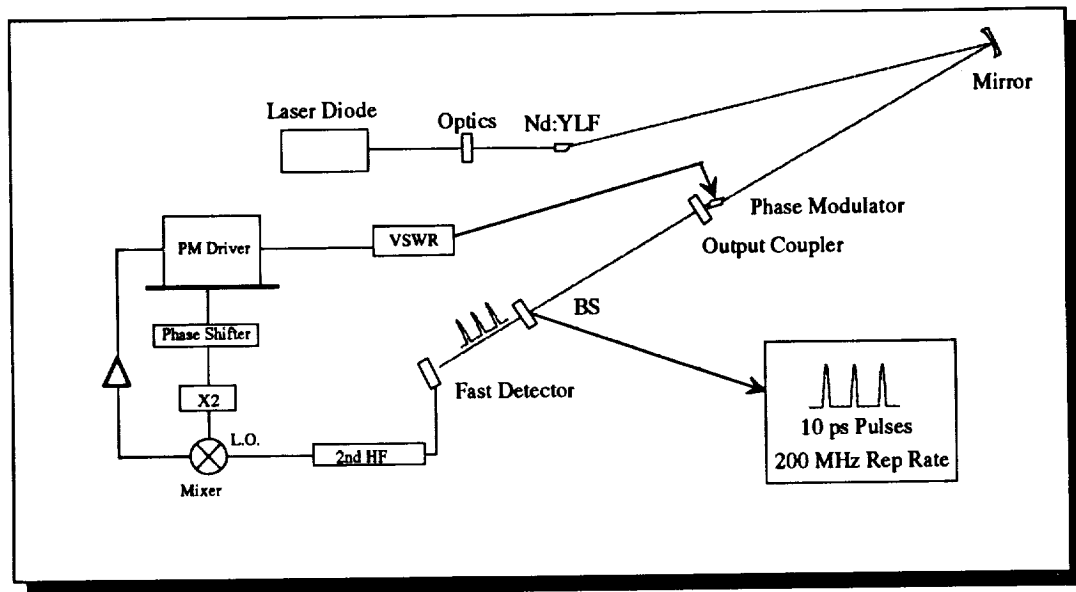 Mirror
Laser Diode
Optics
Nd:YLF
Phase Modulator
Output Coupler
VSWR
PM Driver
BS
Phase Shifter
Fast Detector
X2
L.O.
2nd HF
Mixer
10 ps Pulses
200 MHz Rep Rate